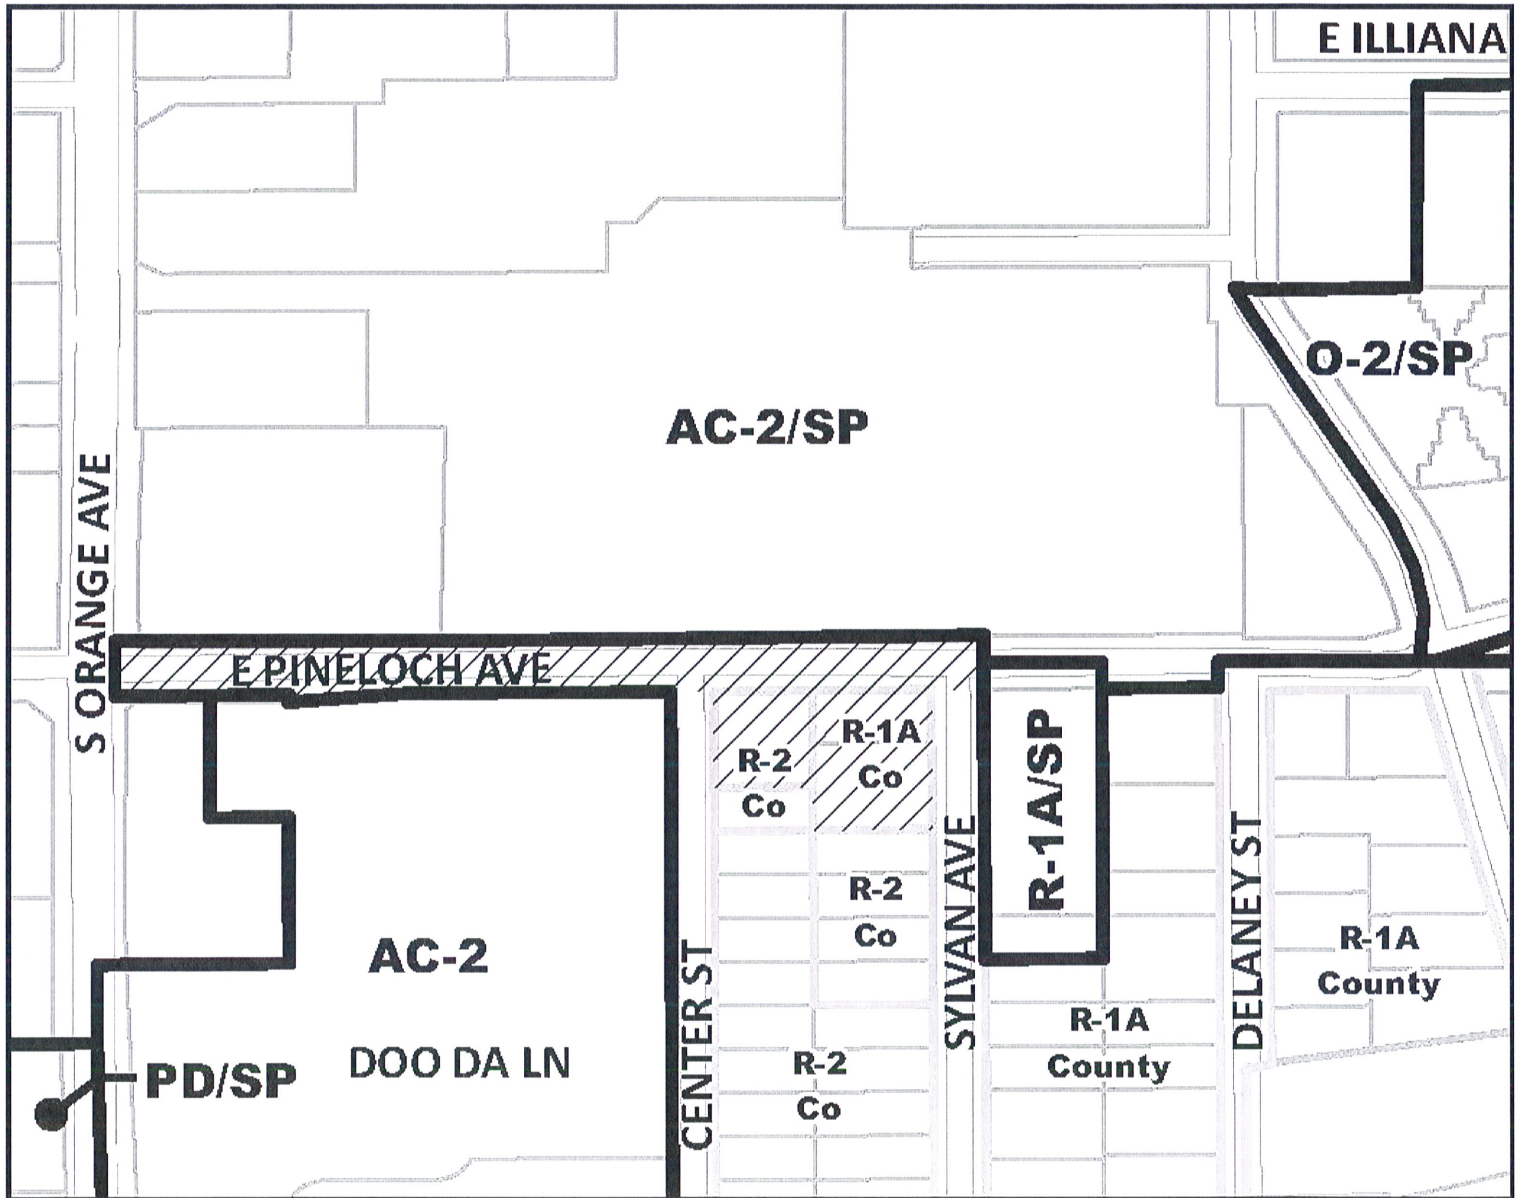 E ILLIANA
O-2/SP
AC-2/SP
S ORANGE AVE
E PINELOCH AVE
R-1A
Co
R-2
Co
R-1A/SP
R-2
Co
SYLVAN AVE
DELANEY ST
R-1A
County
AC-2
CENTER ST
R-1A
County
DOO DA LN
R-2
Co
PD/SP